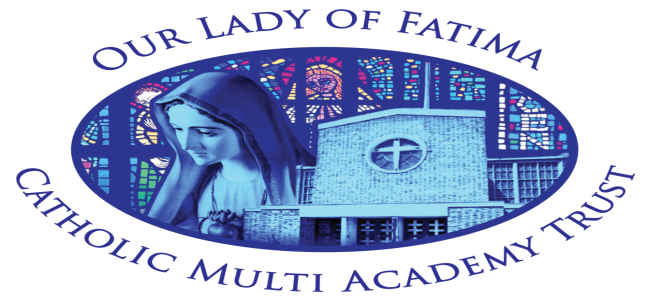 OUR LADY OF FATIMA
CATHOLIC MULTI ACADEMY TRUST